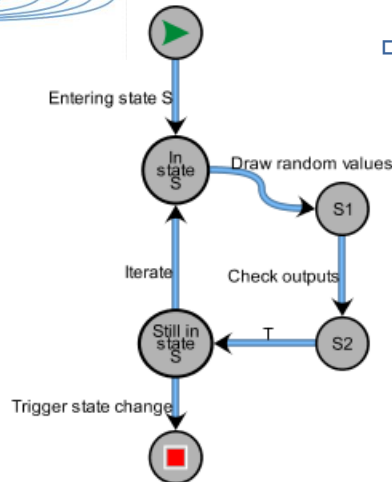 Entering state S
In
state
S
Draw random values
S1
Check outputs
Iterate
Still in
state
S
T
S2
Trigger state change